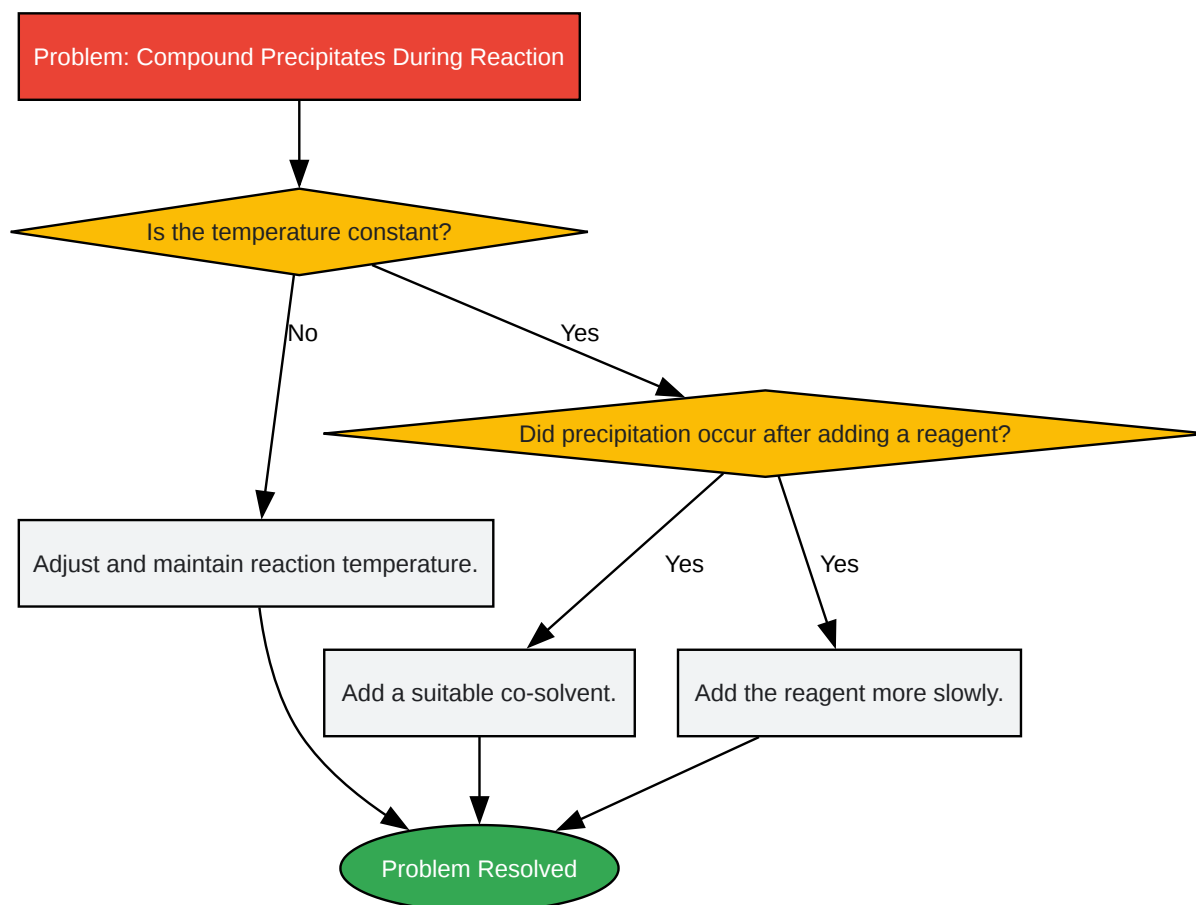 Problem: Compound Precipitates During Reaction
Is the temperature constant?
No
Yes
Did precipitation occur after adding a reagent?
Adjust and maintain reaction temperature.
Yes
Yes
Add a suitable co-solvent.
Add the reagent more slowly.
Problem Resolved